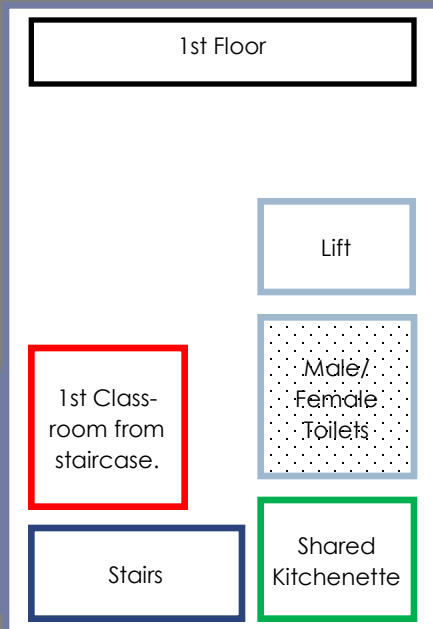 1st Floor
Lift
Male/
Female
Toilets
1st Class-
room from
staircase.
Shared
Kitchenette
Stairs